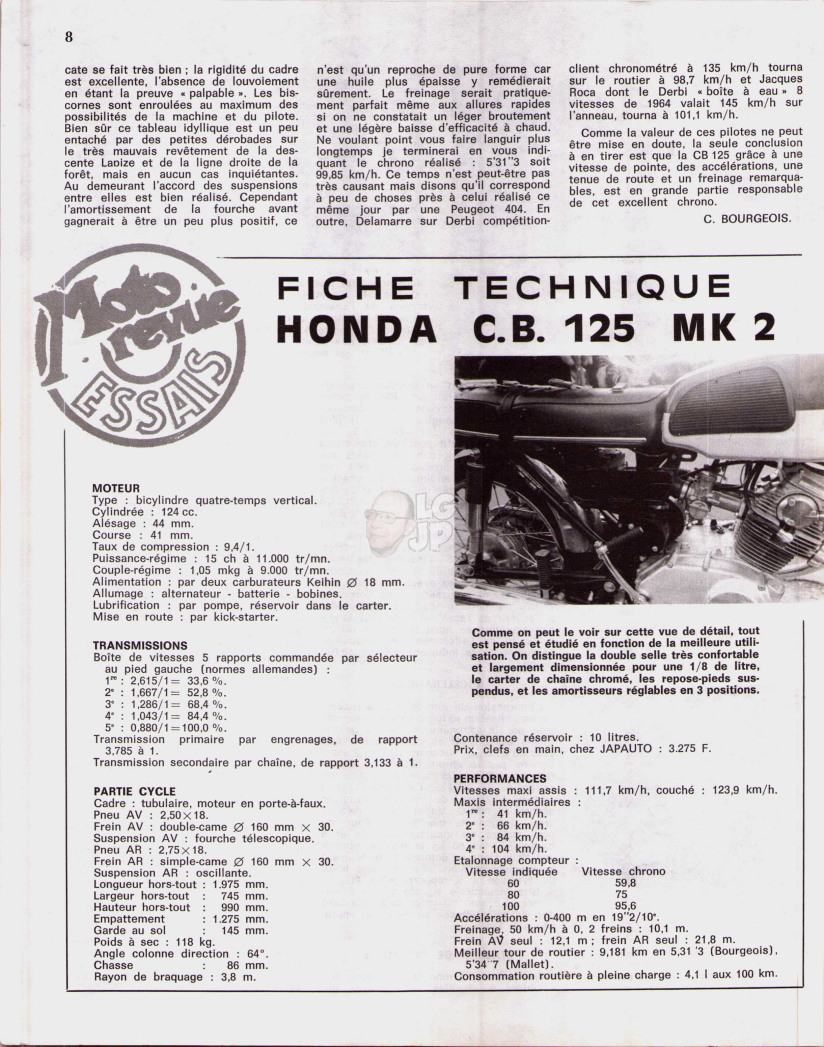 8
cate se fait très bien ; la rigidité du cadre
est excellente, l'absence de louvoiement
en étant la preuve « palpable ». Les bis-
cornes sont enroulées au maximum des
possibilités de la machine et du pilote.
Bien sûr ce tableau idyllique est un peu
entaché par des petites dérobades sur
le très mauvais revêtement de la des-
cente Laoize et de la ligne droite de la
forêt, mais en aucun cas inquiétantes.
Au demeurant l'accord des suspensions
entre elles est bien réalisé. Cependant
l'amortissement de la fourche avant
gagnerait à être un peu plus positif, ce
n'est qu'un reproche de pure forme car
une huile plus épaisse y remédierait
sûrement. Le freinage serait pratique-
ment parfait même aux allures rapides
si on ne constatait un léger broutement
et une légère baisse d'efficacité à chaud.
Ne voulant point vous faire languir plus
longtemps je terminerai en vous indi-
quant le chrono réalisé : 5'31"3 soit
99,85 km/h. Ce temps n'est peut-être pas
très causant mais disons qu'il correspond
à peu de choses près à celui réalisé ce
même jour par une Peugeot 404. En
outre, Delamarre sur Derbi compétition-
client chronométré à 135 km/h tourna
sur le routier à 98,7 km/h et Jacques
Roca dont le Derbi « boîte à eau » 8
vitesses de 1964 valait 145 km/h sur
l'anneau, tourna à 101,1 km/h.
Comme la valeur de ces pilotes ne peut
être mise en doute, la seule conclusion
à en tirer est que la CB 125 grâce à une
vitesse de pointe, des accélérations, une
tenue de route et un freinage remarqua-
bles, est en grande partie responsable
de cet excellent chrono.
C. BOURGEOIS.
Moto
revue
ESSAIS
FICHE TECHNIQUE
HONDA C.B. 125 MK 2
LG
JP
MOTEUR
Type : bicylindre quatre-temps vertical.
Cylindrée : 124 cc.
Alésage : 44 mm.
Course : 41 mm.
Taux de compression : 9,4/1.
Puissance-régime : 15 ch à 11.000 tr/mn.
Couple-régime : 1,05 mkg à 9.000 tr/mn.
Alimentation : par deux carburateurs Keihin Ø 18 mm.
Allumage : alternateur - batterie - bobines.
Lubrification : par pompe, réservoir dans le carter.
Mise en route : par kick-starter.
TRANSMISSIONS
Boîte de vitesses 5 rapports commandée par sélecteur
au pied gauche (normes allemandes) :
1re : 2,615/1= 33,6 %.
2e : 1,667/1= 52,8 %.
3e : 1,286/1= 68,4 %.
4e : 1,043/1= 84,4 %.
5e : 0,880/1=100,0 %.
Transmission primaire par engrenages, de rapport
3,785 à 1.
Transmission secondaire par chaîne, de rapport 3,133 à 1.
PARTIE CYCLE
Cadre : tubulaire, moteur en porte-à-faux.
Pneu AV : 2,50×18.
Frein AV : double-came Ø 160 mm × 30.
Suspension AV : fourche télescopique.
Pneu AR : 2,75×18.
Frein AR : simple-came Ø 160 mm × 30.
Suspension AR : oscillante.
Longueur hors-tout : 1.975 mm.
Largeur hors-tout : 745 mm.
Hauteur hors-tout : 990 mm.
Empattement : 1.275 mm.
Garde au sol : 145 mm.
Poids à sec : 118 kg.
Angle colonne direction : 64°.
Chasse : 86 mm.
Rayon de braquage : 3,8 m.
Comme on peut le voir sur cette vue de détail, tout
est pensé et étudié en fonction de la meilleure utili-
sation. On distingue la double selle très confortable
et largement dimensionnée pour une 1/8 de litre,
le carter de chaîne chromé, les repose-pieds sus-
pendus, et les amortisseurs réglables en 3 positions.
Contenance réservoir : 10 litres.
Prix, clefs en main, chez JAPAUTO : 3.275 F.
PERFORMANCES
Vitesses maxi assis : 111,7 km/h, couché : 123,9 km/h.
Maxis intermédiaires :
1re : 41 km/h.
2e : 66 km/h.
3e : 84 km/h.
4e : 104 km/h.
Etalonnage compteur :
Vitesse indiquée Vitesse chrono
60 59,8
80 75
100 95,6
Accélérations : 0-400 m en 19"2/10e.
Freinage, 50 km/h à 0, 2 freins : 10,1 m.
Frein AV seul : 12,1 m ; frein AR seul : 21,8 m.
Meilleur tour de routier : 9,181 km en 5,31 '3 (Bourgeois),
5'34"7 (Mallet).
Consommation routière à pleine charge : 4,1 l aux 100 km.